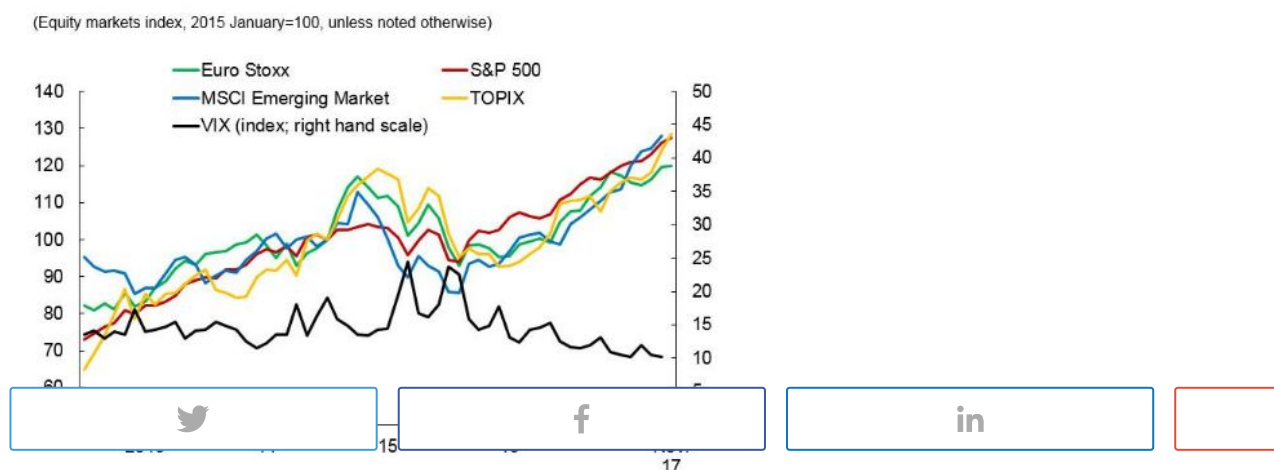 (Equity markets index, 2015 January=100, unless noted otherwise)
Euro Stoxx S&P 500
MSCI Emerging Market TOPIX
VIX (index; right hand scale)
140 50
130 45
120 40
110 35
100 30
90 25
80 20
70 15
10
15
17
f
in